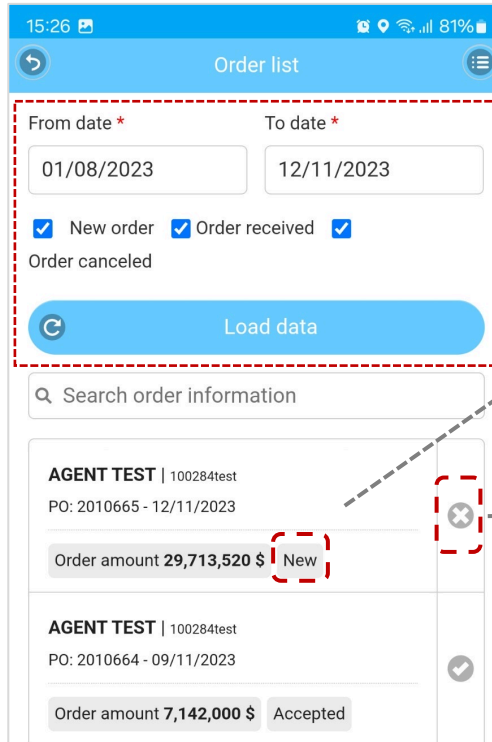 15:26 81%
Order list
From date * To date *
01/08/2023 12/11/2023
New order Order received
Order canceled
Load data
Search order information
AGENT TEST | 100284test
PO: 2010665 - 12/11/2023
Order amount 29,713,520 $ New
AGENT TEST | 100284test
PO: 2010664 - 09/11/2023
Order amount 7,142,000 $ Accepted